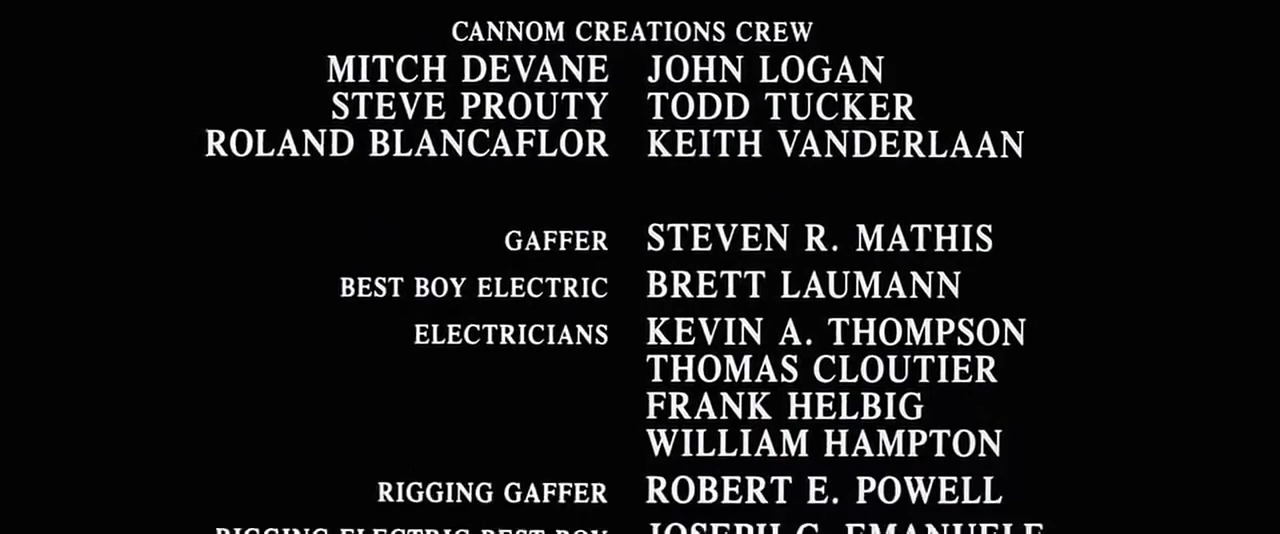 CANNOM CREATIONS CREW
MITCH DEVANE JOHN LOGAN
STEVE PROUTY TODD TUCKER
ROLAND BLANCAFLOR KEITH VANDERLAAN
GAFFER STEVEN R. MATHIS
BEST BOY ELECTRIC BRETT LAUMANN
ELECTRICIANS KEVIN A. THOMPSON
THOMAS CLOUTIER
FRANK HELBIG
WILLIAM HAMPTON
RIGGING GAFFER ROBERT E. POWELL
RIGGING ELECTRIC BEST BOY JOSEPH C. EMANUELE